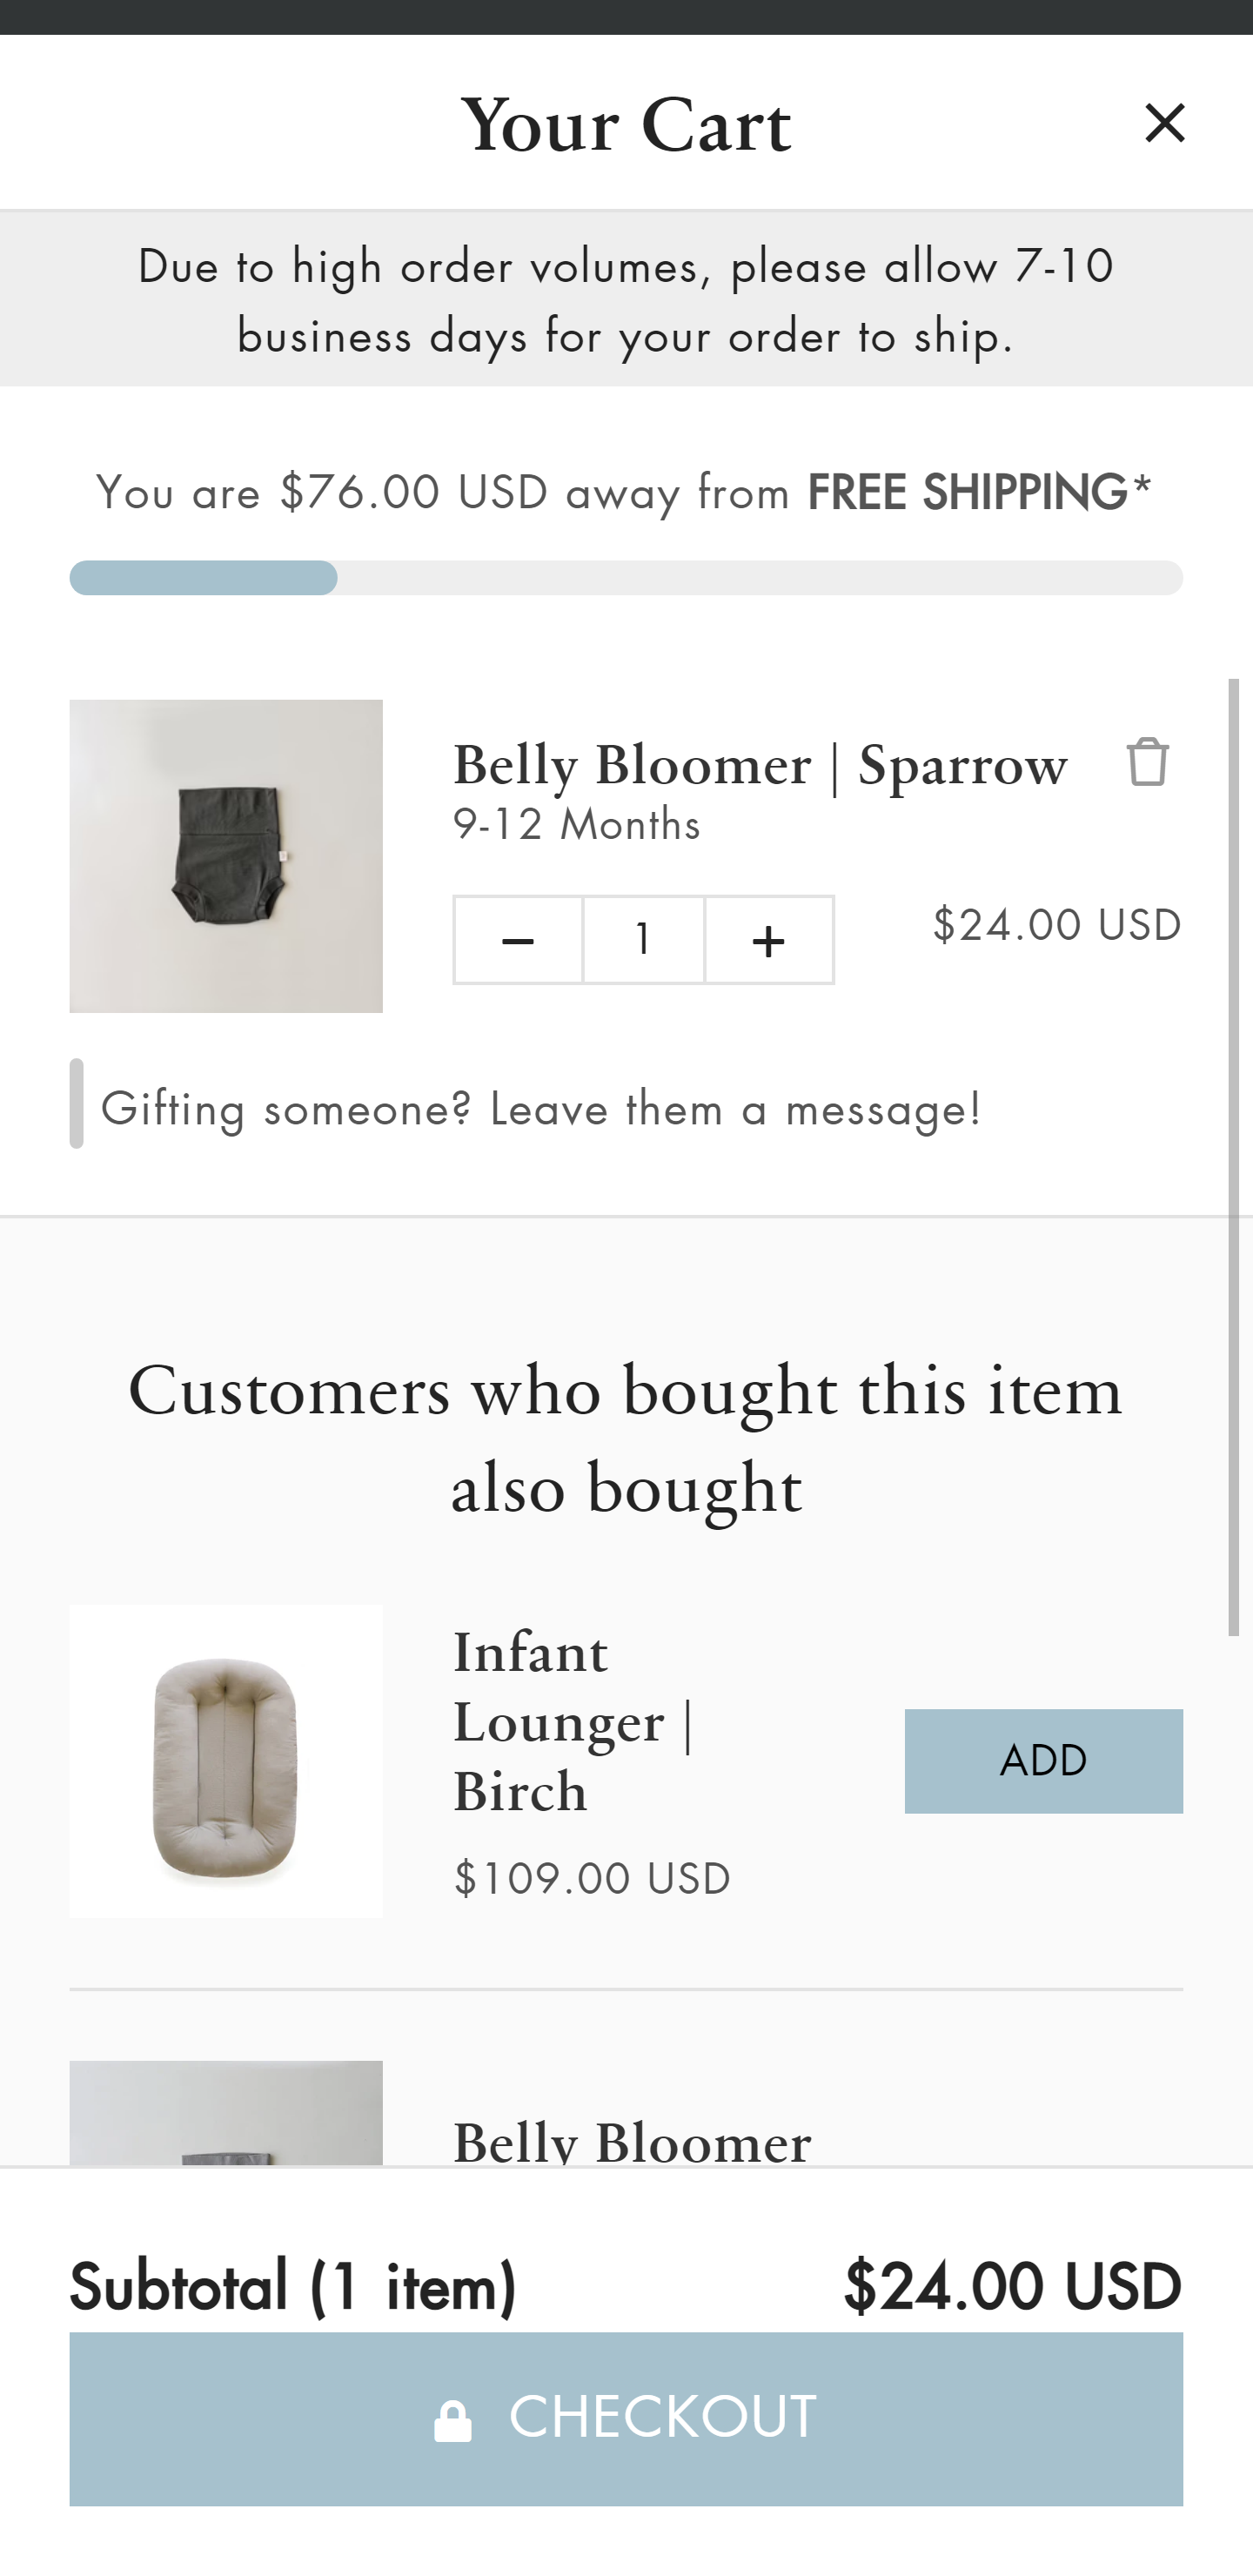 Your Cart
Due to high order volumes, please allow 7-10
business days for your order to ship.
You are $76.00 USD away from FREE SHIPPING*
Belly Bloomer | Sparrow
9-12 Months
1
$24.00 USD
Gifting someone? Leave them a message!
Customers who bought this item
also bought
Infant
Lounger |
Birch
ADD
$109.00 USD
Belly Bloomer
Subtotal (1 item) $24.00 USD
CHECKOUT